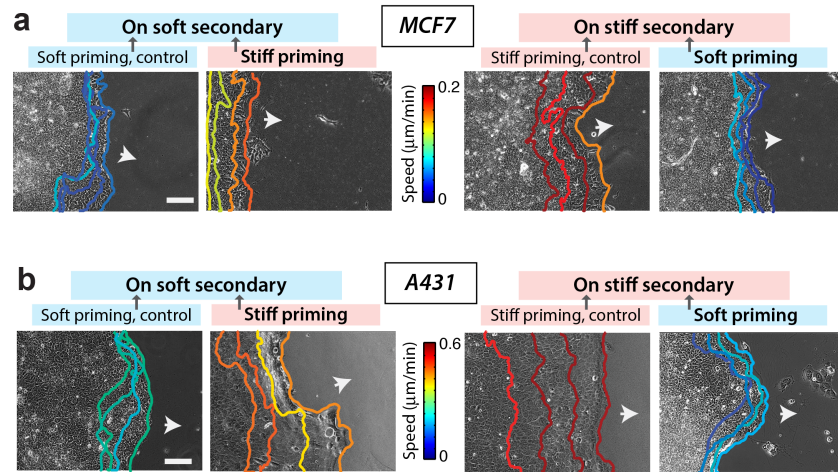 a
MCF7
On soft secondary
On stiff secondary
Soft priming, control
Stiff priming
Stiff priming, control
Soft priming
Speed (μm/min)
0.2
0
b
A431
On soft secondary
On stiff secondary
Soft priming, control
Stiff priming
Stiff priming, control
Soft priming
Speed (μm/min)
0.6
0